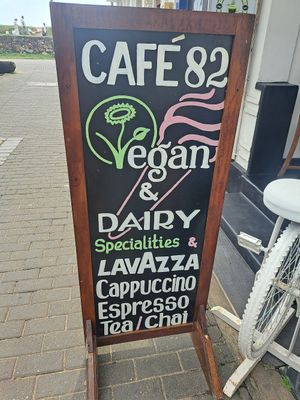 CAFÉ 82
Vegan
&
DAIRY
Specialities &
LAVAZZA
Cappuccino
Espresso
Tea/Chai